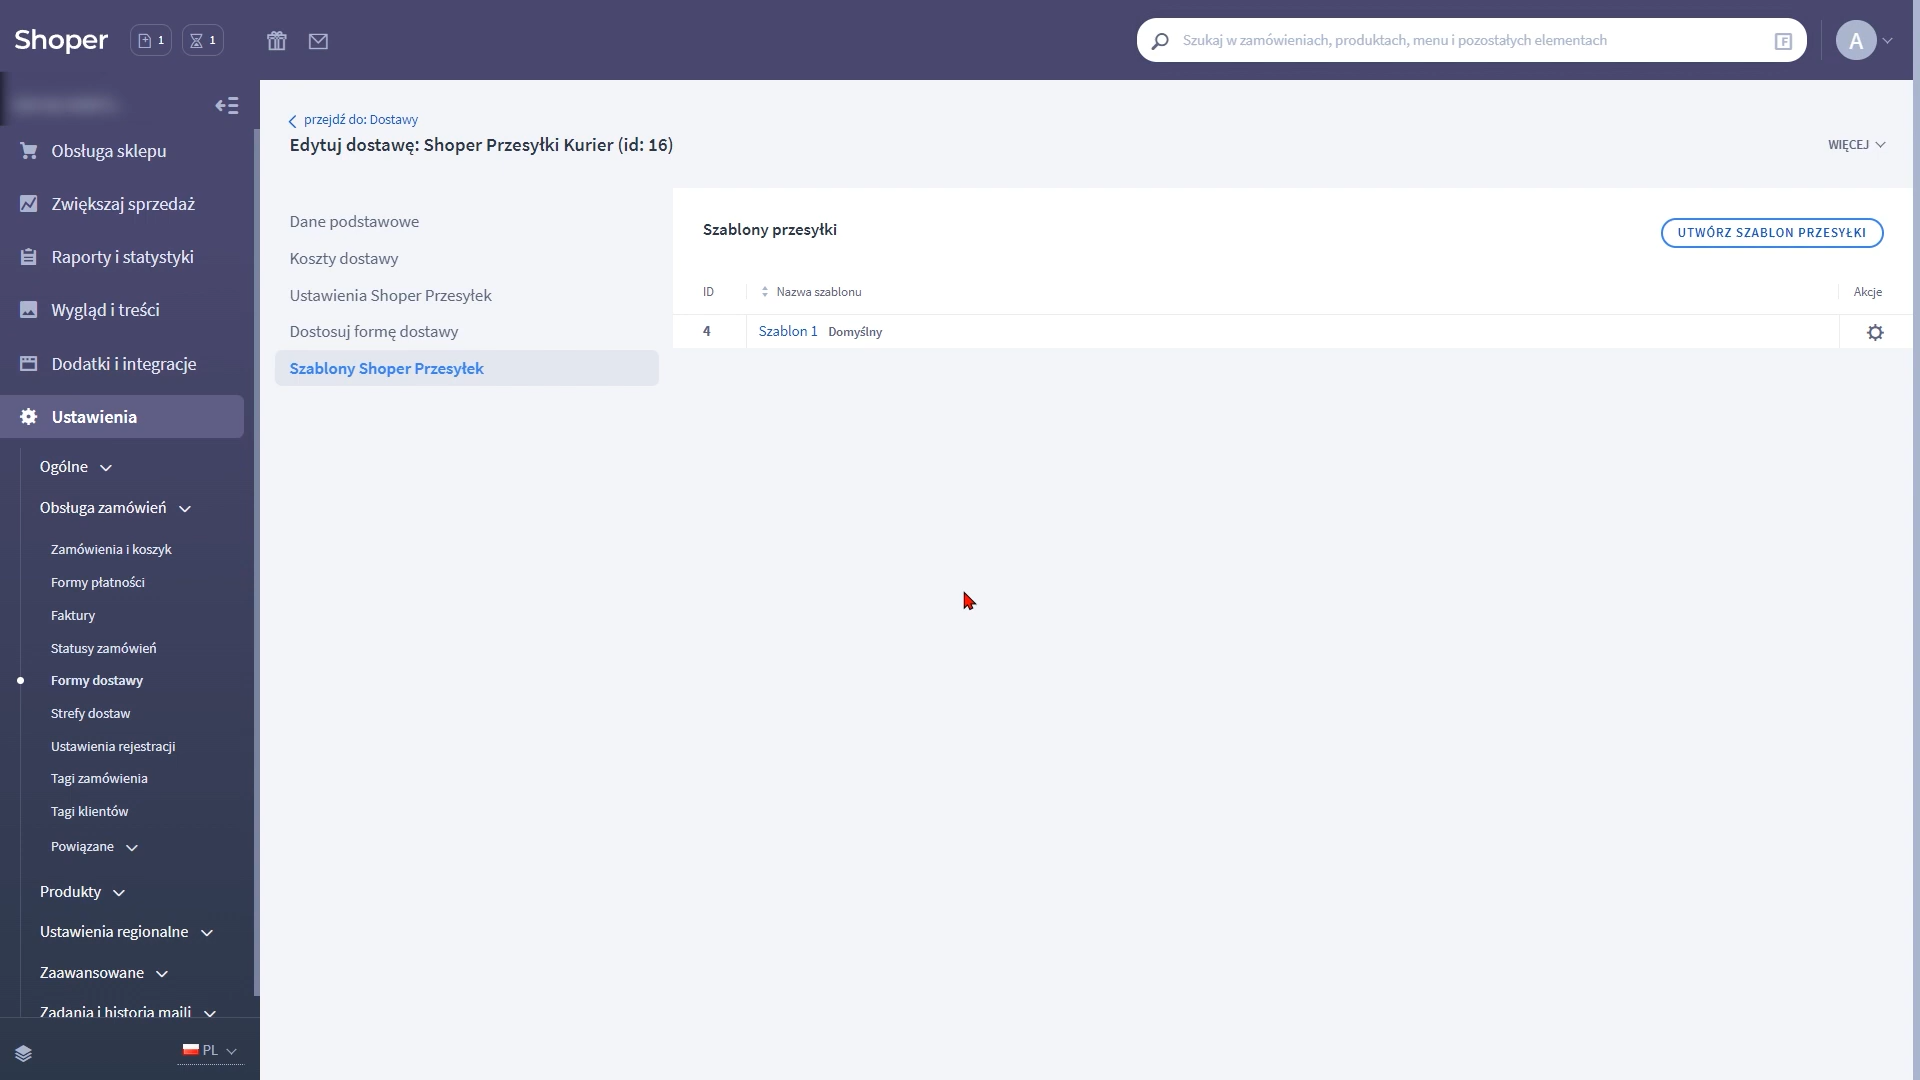 Shoper
1
1
Szukaj w zamówieniach, produktach, menu i pozostałych elementach
F
A
Obsługa sklepu
Zwiększaj sprzedaż
Raporty i statystyki
Wygląd i treści
Dodatki i integracje
Ustawienia
Ogólne
Obsługa zamówień
Zamówienia i koszyk
Formy płatności
Faktury
Statusy zamówień
Formy dostawy
Strefy dostaw
Ustawienia rejestracji
Tagi zamówienia
Tagi klientów
Powiązane
Produkty
Ustawienia regionalne
Zaawansowane
Zadania i historia maili
PL
przejdź do: Dostawy
Edytuj dostawę: Shoper Przesyłki Kurier (id: 16)
WIĘCEJ
Dane podstawowe
Koszty dostawy
Ustawienia Shoper Przesyłek
Dostosuj formę dostawy
Szablony Shoper Przesyłek
Szablony przesyłki
UTWÓRZ SZABLON PRZESYŁKI
ID Nazwa szablonu Akcje
4 Szablon 1 Domyślny